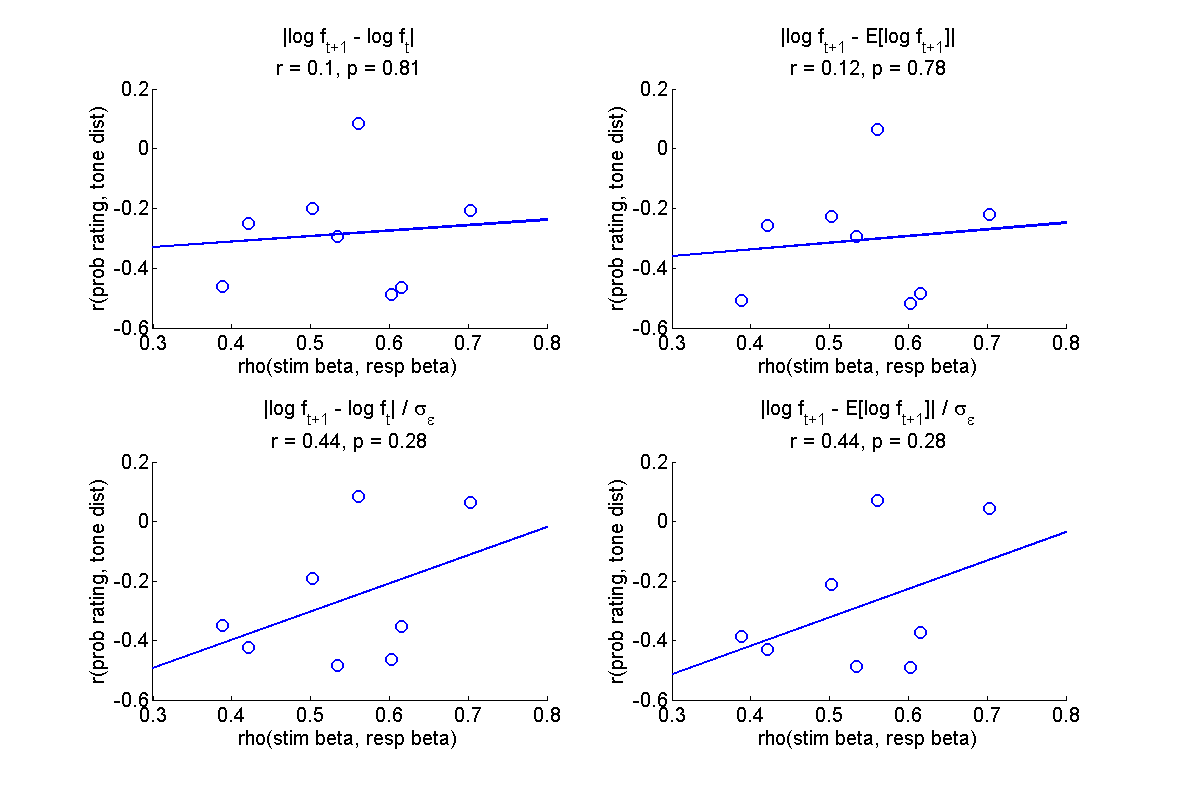 |log f_{t+1} - log f_t|
r = 0.1, p = 0.81
r(prob rating, tone dist)
0.2
0
-0.2
-0.4
-0.6
0.3 0.4 0.5 0.6 0.7 0.8
rho(stim beta, resp beta)
|log f_{t+1} - E[log f_{t+1}]|
r = 0.12, p = 0.78
r(prob rating, tone dist)
0.2
0
-0.2
-0.4
-0.6
0.3 0.4 0.5 0.6 0.7 0.8
rho(stim beta, resp beta)
|log f_{t+1} - log f_t| / σ_ε
r = 0.44, p = 0.28
r(prob rating, tone dist)
0.2
0
-0.2
-0.4
-0.6
0.3 0.4 0.5 0.6 0.7 0.8
rho(stim beta, resp beta)
|log f_{t+1} - E[log f_{t+1}]| / σ_ε
r = 0.44, p = 0.28
r(prob rating, tone dist)
0.2
0
-0.2
-0.4
-0.6
0.3 0.4 0.5 0.6 0.7 0.8
rho(stim beta, resp beta)